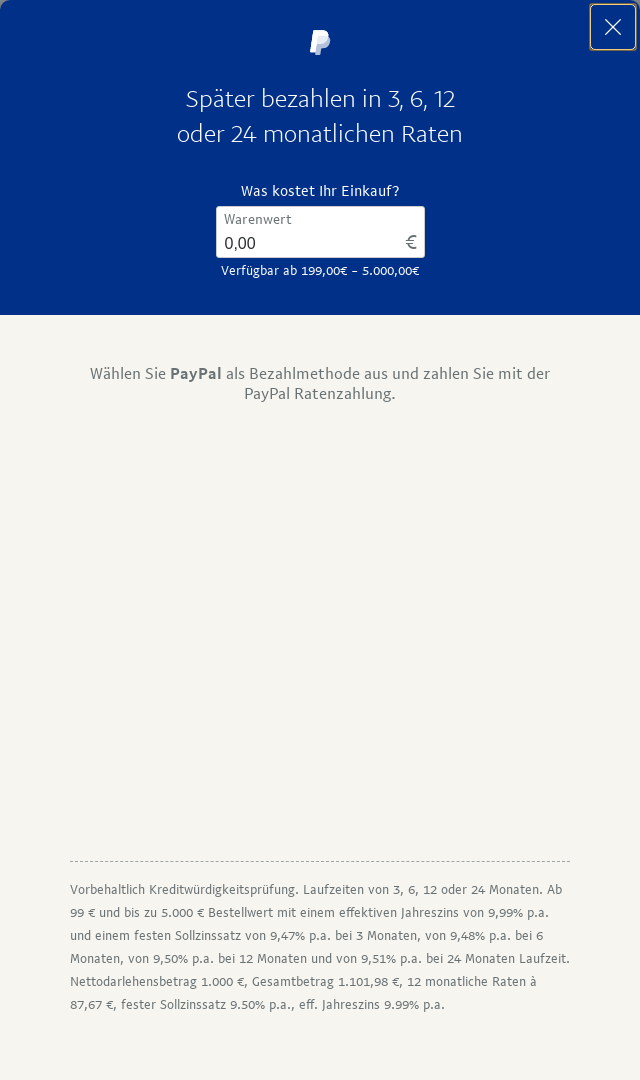 Später bezahlen in 3, 6, 12
oder 24 monatlichen Raten
Was kostet Ihr Einkauf?
Warenwert
0,00 €
Verfügbar ab 199,00€ – 5.000,00€
Wählen Sie PayPal als Bezahlmethode aus und zahlen Sie mit der
PayPal Ratenzahlung.
Vorbehaltlich Kreditwürdigkeitsprüfung. Laufzeiten von 3, 6, 12 oder 24 Monaten. Ab
99 € und bis zu 5.000 € Bestellwert mit einem effektiven Jahreszins von 9,99% p.a.
und einem festen Sollzinssatz von 9,47% p.a. bei 3 Monaten, von 9,48% p.a. bei 6
Monaten, von 9,50% p.a. bei 12 Monaten und von 9,51% p.a. bei 24 Monaten Laufzeit.
Nettodarlehensbetrag 1.000 €, Gesamtbetrag 1.101,98 €, 12 monatliche Raten à
87,67 €, fester Sollzinssatz 9.50% p.a., eff. Jahreszins 9.99% p.a.